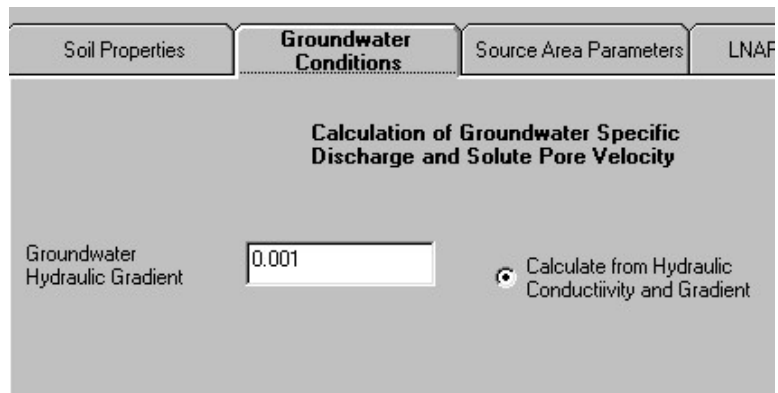 Soil Properties
Groundwater
Conditions
Source Area Parameters
LNAP
Calculation of Groundwater Specific
Discharge and Solute Pore Velocity
Groundwater
Hydraulic Gradient
0.001
Calculate from Hydraulic
Conductiivity and Gradient